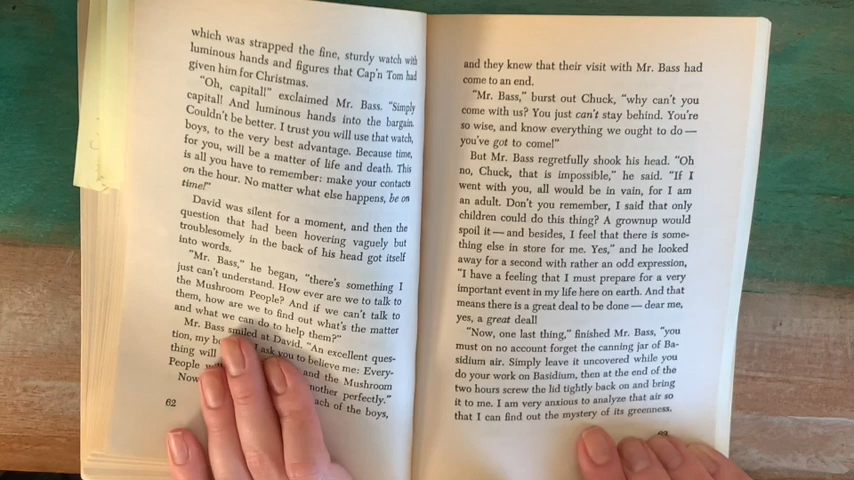 which was strapped the fine, sturdy watch with
luminous hands and figures that Cap'n Tom had
given him for Christmas.
"Oh, capital!" exclaimed Mr. Bass. "Simply
capital! And luminous hands into the bargain.
Couldn't be better. I trust you will use that watch,
boys, to the very best advantage. Because time,
for you, will be a matter of life and death. This
is all you have to remember: make your contacts
on the hour. No matter what else happens, be on
time!"
David was silent for a moment, and then the
question that had been hovering vaguely but
troublesomely in the back of his head got itself
into words.
"Mr. Bass," he began, "there's something I
just can't understand. How ever are we to talk to
the Mushroom People? And if we can't talk to
them, how are we to find out what's the matter
and what we can do to help them?"
Mr. Bass smiled at David. "An excellent ques-
tion, my I ask you to believe me: Every-
thing will and the Mushroom
People nother perfectly."
Now ach of the boys,
62
and they knew that their visit with Mr. Bass had
come to an end.
"Mr. Bass," burst out Chuck, "why can't you
come with us? You just can't stay behind. You're
so wise, and know everything we ought to do —
you've got to come!"
But Mr. Bass regretfully shook his head. "Oh
no, Chuck, that is impossible," he said. "If I
went with you, all would be in vain, for I am
an adult. Don't you remember, I said that only
children could do this thing? A grownup would
spoil it — and besides, I feel that there is some-
thing else in store for me. Yes," and he looked
away for a second with rather an odd expression,
"I have a feeling that I must prepare for a very
important event in my life here on earth. And that
means there is a great deal to be done — dear me,
yes, a great deal!
"Now, one last thing," finished Mr. Bass, "you
must on no account forget the canning jar of Ba-
sidium air. Simply leave it uncovered while you
do your work on Basidium, then at the end of the
two hours screw the lid tightly back on and bring
it to me. I am very anxious to analyze that air so
that I can find out the mystery of its greenness.